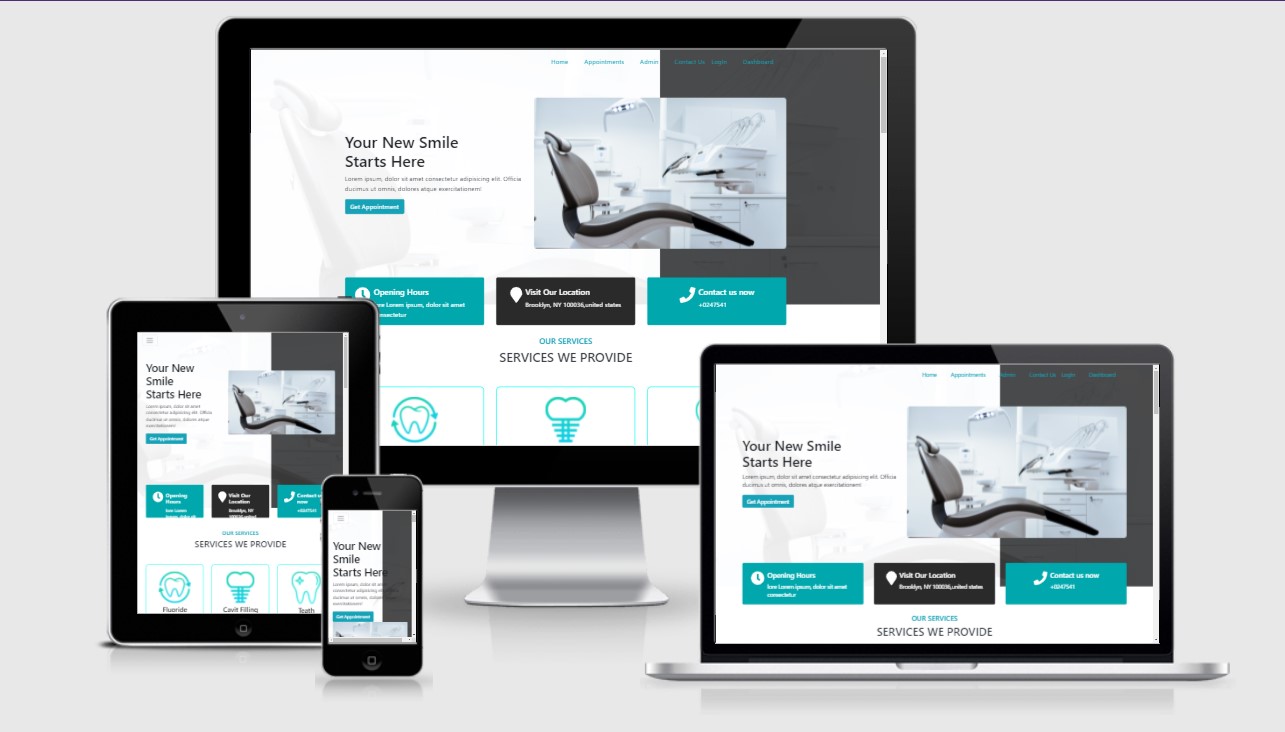 Home Appointments Admin Contact Us Login Dashboard
Your New Smile
Starts Here
Lorem ipsum, dolor sit amet consectetur adipisicing elit. Officia
ducimus ut omnis, dolores atque exercitationem!
Get Appointment
Opening Hours
lore Lorem ipsum, dolor sit amet
consectetur
Visit Our Location
Brooklyn, NY 100036,united states
Contact us now
+0247541
OUR SERVICES
SERVICES WE PROVIDE
Your New
Smile
Starts Here
Lorem ipsum, dolor sit amet
consectetur adipisicing elit. Officia
ducimus ut omnis, dolores atque
exercitationem!
Get Appointment
Opening
Hours
lore Lorem
ipsum, dolor sit
Visit Our
Location
Brooklyn, NY
100036,united
Contact us
now
+0247541
OUR SERVICES
SERVICES WE PROVIDE
Fluoride
Cavit Filling
Teath
Your New
Smile
Starts Here
Lorem ipsum, dolor sit amet
consectetur adipisicing elit. Officia
ducimus ut omnis, dolores atque
exercitationem!
Get Appointment
Home Appointments Admin Contact Us Login Dashboard
Your New Smile
Starts Here
Lorem ipsum, dolor sit amet consectetur adipisicing elit. Officia
ducimus ut omnis, dolores atque exercitationem!
Get Appointment
Opening Hours
lore Lorem ipsum, dolor sit amet
consectetur
Visit Our Location
Brooklyn, NY 100036,united states
Contact us now
+0247541
OUR SERVICES
SERVICES WE PROVIDE